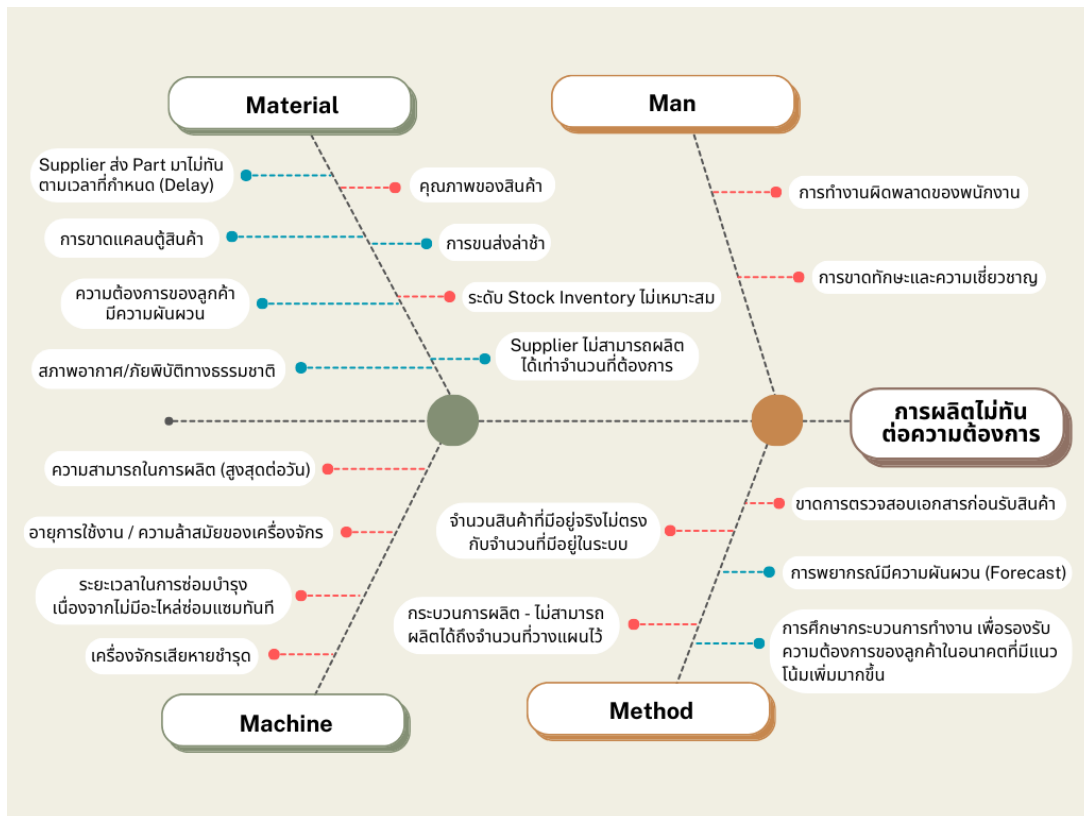 Material
Man
Supplier ส่ง Part มาไม่ทัน
ตามเวลาที่กำหนด (Delay)
คุณภาพของสินค้า
การขาดแคลนตู้สินค้า
การขนส่งล่าช้า
ความต้องการของลูกค้า
มีความผันผวน
ระดับ Stock Inventory ไม่เหมาะสม
สภาพอากาศ/ภัยพิบัติทางธรรมชาติ
Supplier ไม่สามารถผลิต
ได้เท่าจำนวนที่ต้องการ
การทำงานผิดพลาดของพนักงาน
การขาดทักษะและความเชี่ยวชาญ
การผลิตไม่ทัน
ต่อความต้องการ
ความสามารถในการผลิต (สูงสุดต่อวัน)
อายุการใช้งาน / ความล้าสมัยของเครื่องจักร
ระยะเวลาในการซ่อมบำรุง
เนื่องจากไม่มีอะไหล่ซ่อมแซมทันที
เครื่องจักรเสียหายชำรุด
จำนวนสินค้าที่มีอยู่จริงไม่ตรง
กับจำนวนที่มีอยู่ในระบบ
กระบวนการผลิต - ไม่สามารถ
ผลิตได้ถึงจำนวนที่วางแผนไว้
ขาดการตรวจสอบเอกสารก่อนรับสินค้า
การพยากรณ์มีความผันผวน (Forecast)
การศึกษากระบวนการทำงาน เพื่อรองรับ
ความต้องการของลูกค้าในอนาคตที่มีแนว
โน้มเพิ่มมากขึ้น
Machine
Method